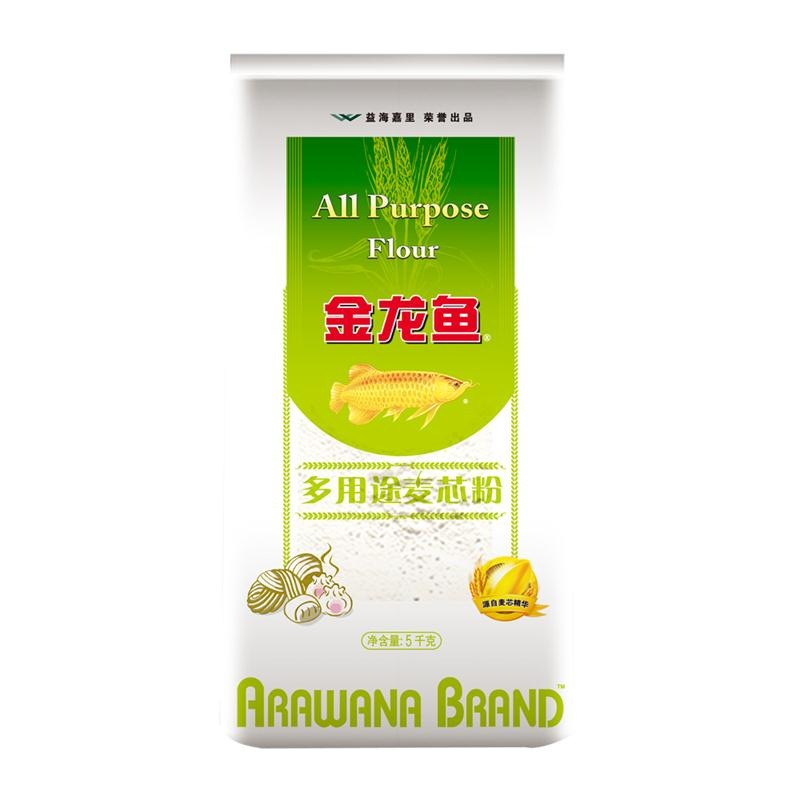 益海嘉里 荣誉出品
All Purpose
Flour
金龙鱼®
多用途麦芯粉
源自麦芯精华
净含量:5千克
ARAWANA BRAND™